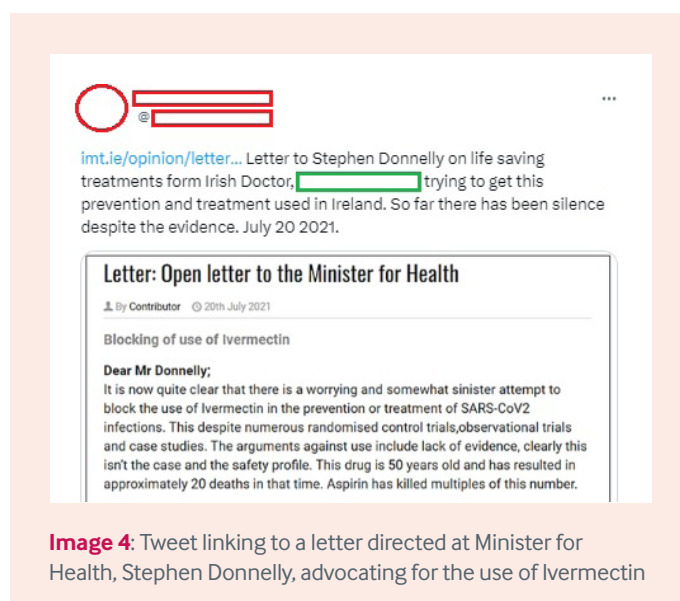 ...
@
imt.ie/opinion/letter... Letter to Stephen Donnelly on life saving
treatments form Irish Doctor, trying to get this
prevention and treatment used in Ireland. So far there has been silence
despite the evidence. July 20 2021.
Letter: Open letter to the Minister for Health
By Contributor 20th July 2021
Blocking of use of Ivermectin
Dear Mr Donnelly;
It is now quite clear that there is a worrying and somewhat sinister attempt to
block the use of Ivermectin in the prevention or treatment of SARS-CoV2
infections. This despite numerous randomised control trials,observational trials
and case studies. The arguments against use include lack of evidence, clearly this
isn't the case and the safety profile. This drug is 50 years old and has resulted in
approximately 20 deaths in that time. Aspirin has killed multiples of this number.
Image 4: Tweet linking to a letter directed at Minister for
Health, Stephen Donnelly, advocating for the use of Ivermectin